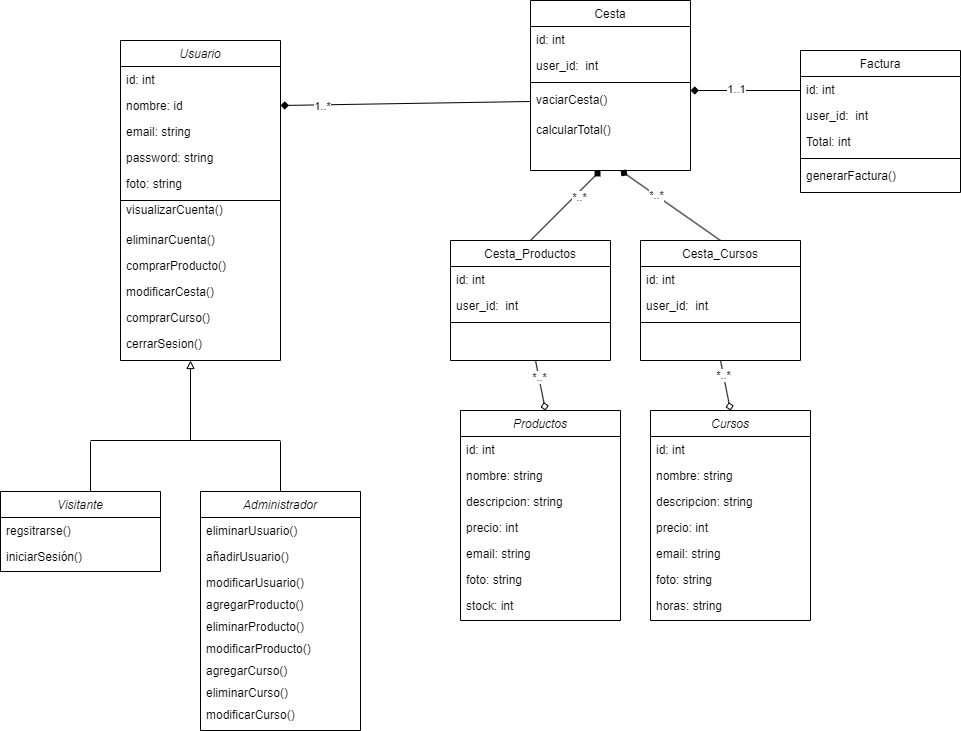 Usuario
id: int
nombre: id
email: string
password: string
foto: string
visualizarCuenta()
eliminarCuenta()
comprarProducto()
modificarCesta()
comprarCurso()
cerrarSesion()
1..*
Cesta
id: int
user_id:  int
vaciarCesta()
calcularTotal()
1..1
Factura
id: int
user_id:  int
Total: int
generarFactura()
*..*
*..*
Cesta_Productos
id: int
user_id:  int
Cesta_Cursos
id: int
user_id:  int
*..*
*..*
Productos
id: int
nombre: string
descripcion: string
precio: int
email: string
foto: string
stock: int
Cursos
id: int
nombre: string
descripcion: string
precio: int
email: string
foto: string
horas: string
Visitante
regsitrarse()
iniciarSesión()
Administrador
eliminarUsuario()
añadirUsuario()
modificarUsuario()
agregarProducto()
eliminarProducto()
modificarProducto()
agregarCurso()
eliminarCurso()
modificarCurso()